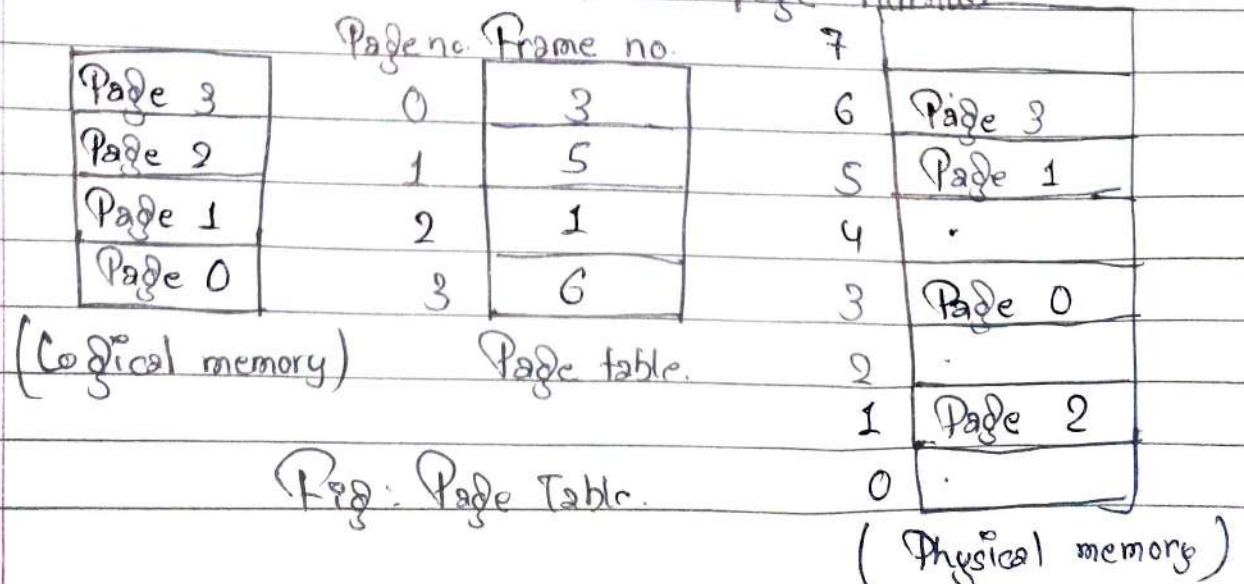 Page no. Frame no. 7
Page 3 0 3 6 Page 3
Page 2 1 5 5 Page 1
Page 1 2 1 4
Page 0 3 6 3 Page 0
(Logical memory) Page table. 2
1 Page 2
Fig: Page Table. 0
(Physical memory)